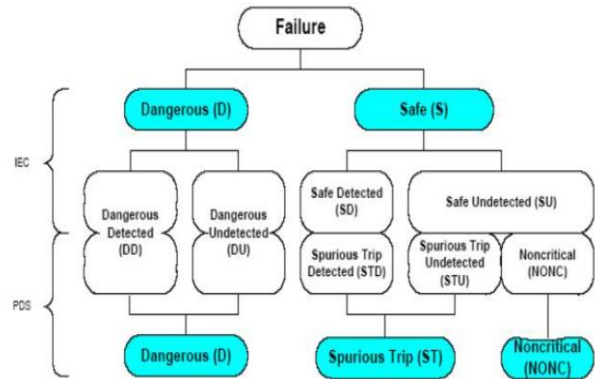 Failure
Dangerous (D)
Safe (S)
IEC
Dangerous
Detected
(DD)
Dangerous
Undetected
(DU)
Safe Detected
(SD)
Safe Undetected (SU)
Spurious Trip
Detected (STD)
Spurious Trip
Undetected
(STU)
Noncritical
(NONC)
PDS
Dangerous (D)
Spurious Trip (ST)
Noncritical
(NONC)